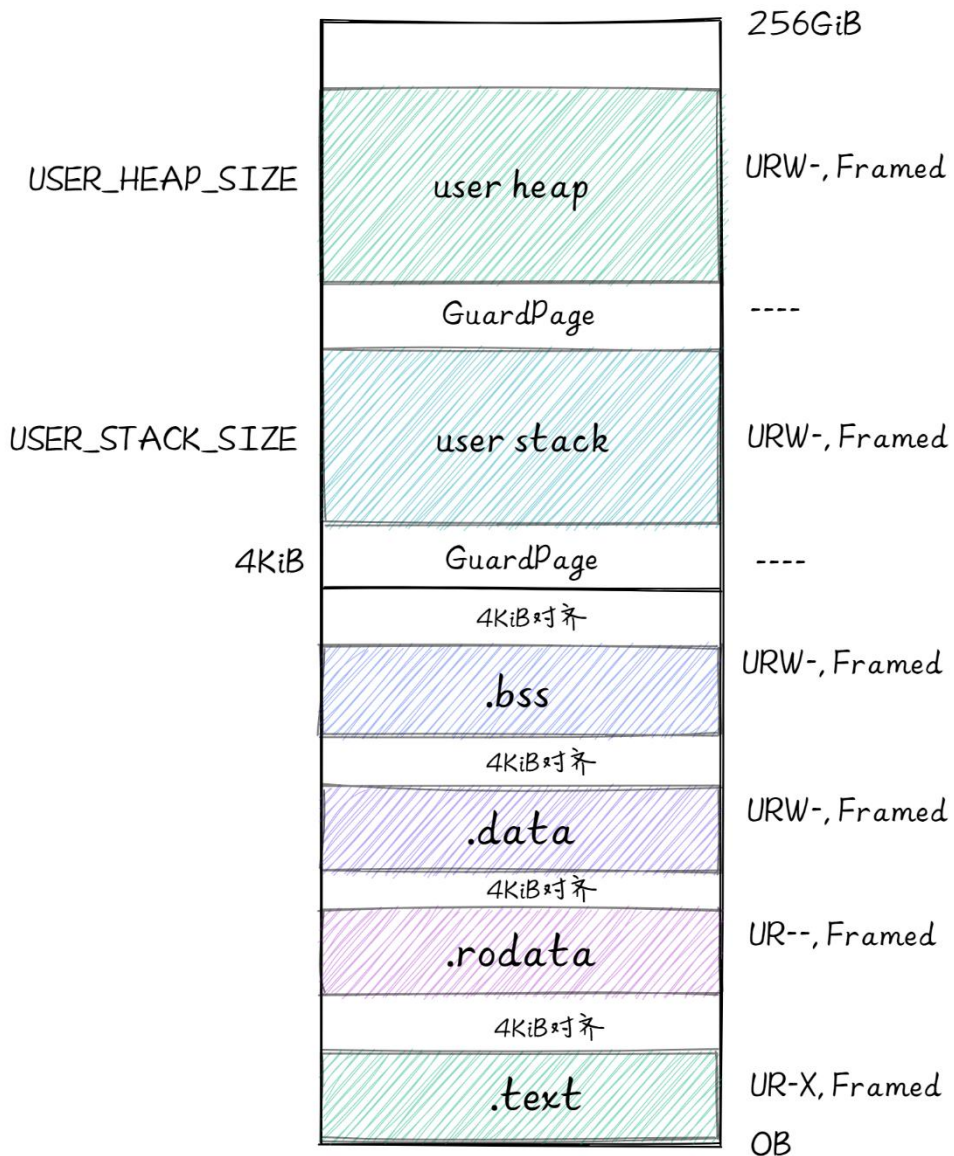 256GiB
USER_HEAP_SIZE
user heap
URW-, Framed
GuardPage
----
USER_STACK_SIZE
user stack
URW-, Framed
4KiB
GuardPage
----
4KiB对齐
.bss
URW-, Framed
4KiB对齐
.data
URW-, Framed
4KiB对齐
.rodata
UR--, Framed
4KiB对齐
.text
UR-X, Framed
0B